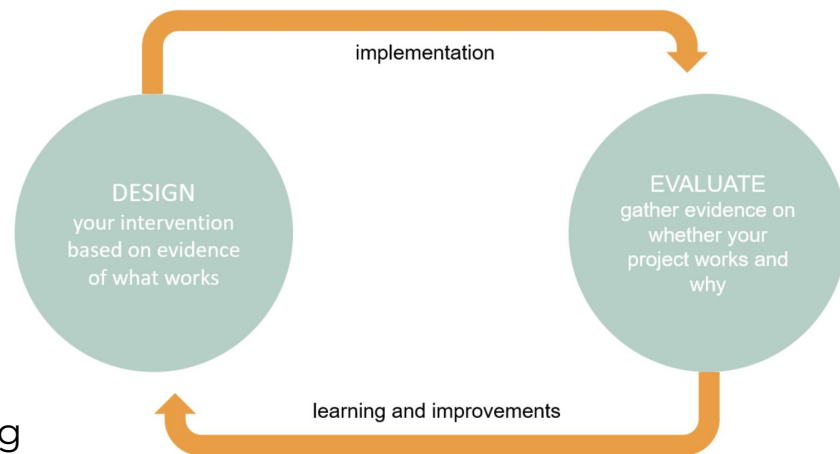 implementation
DESIGN
your intervention
based on evidence
of what works
EVALUATE
gather evidence on
whether your
project works and
why
learning and improvements
g